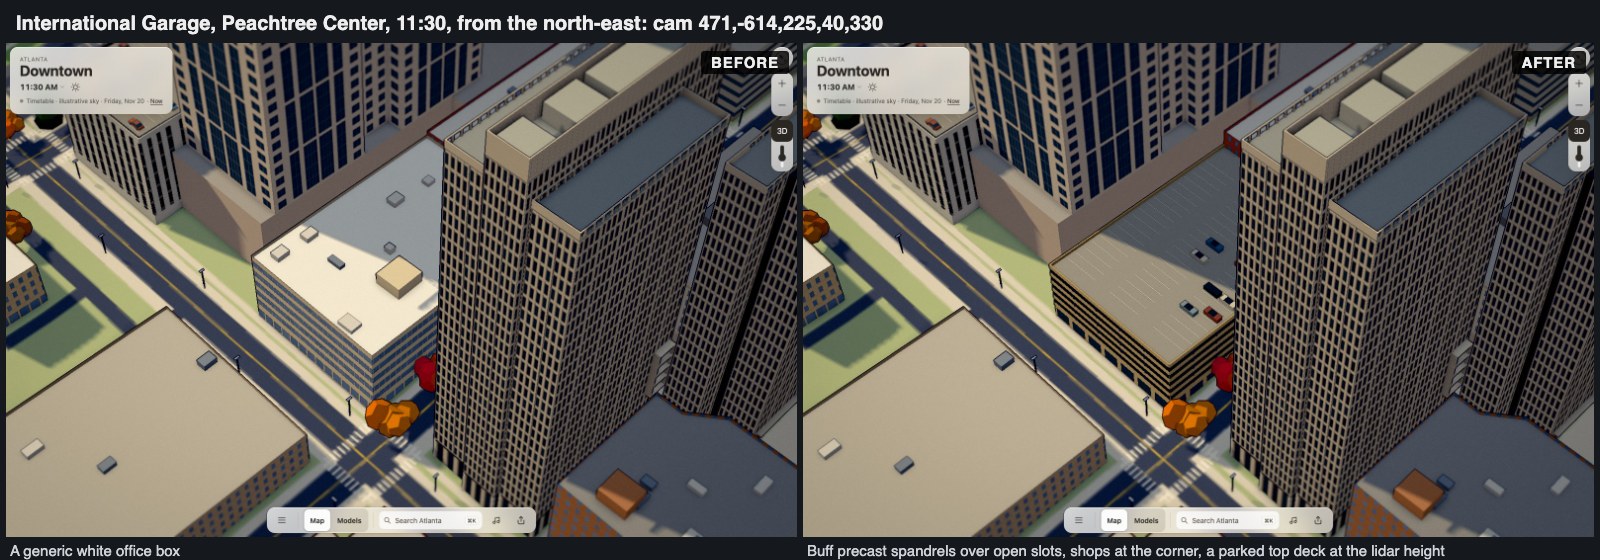 International Garage, Peachtree Center, 11:30, from the north-east: cam 471,-614,225,40,330
ATLANTA
Downtown
11:30 AM
Timetable · illustrative sky · Friday, Nov 20 · Now
BEFORE
3D
Map Models Search Atlanta ⌘K
A generic white office box
ATLANTA
Downtown
11:30 AM
Timetable · illustrative sky · Friday, Nov 20 · Now
AFTER
3D
Map Models Search Atlanta ⌘K
Buff precast spandrels over open slots, shops at the corner, a parked top deck at the lidar height